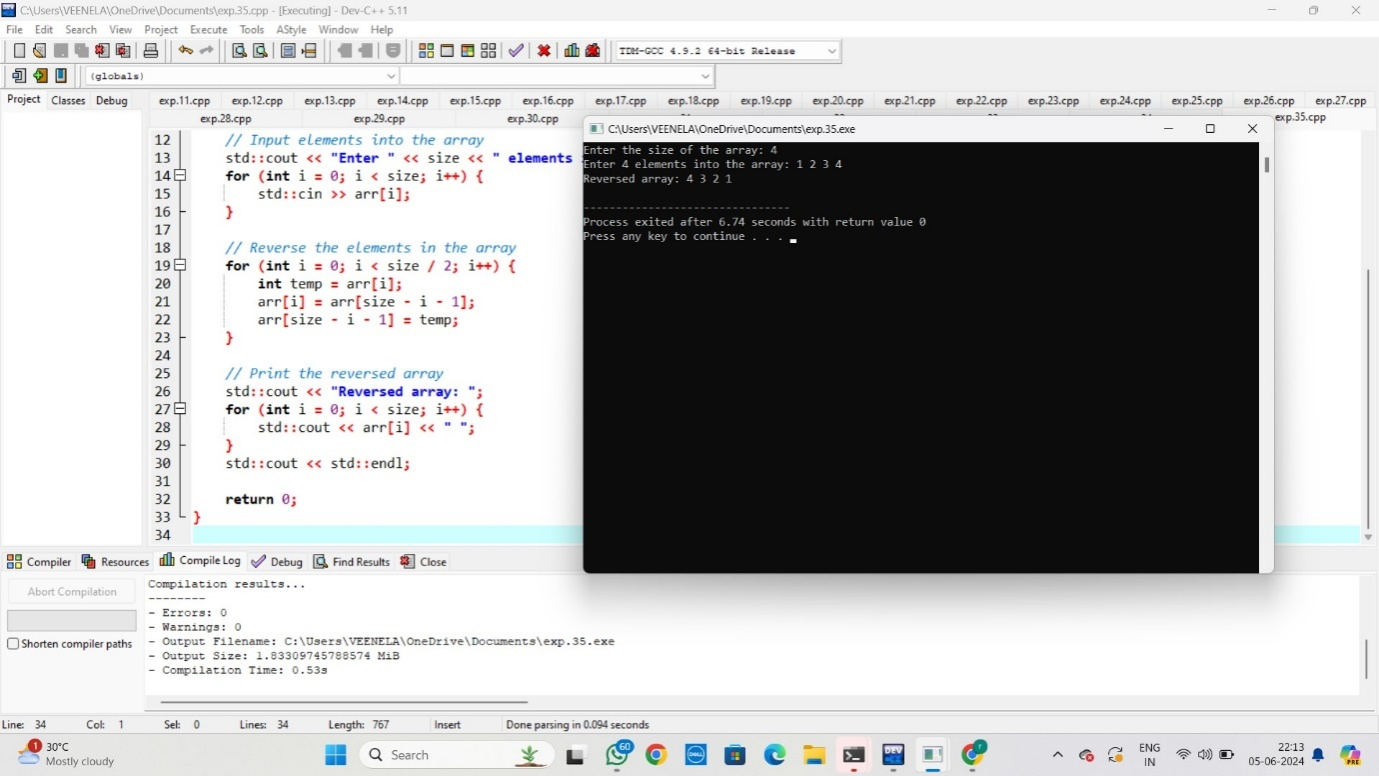 C:\Users\VEENELA\OneDrive\Documents\exp.35.cpp - [Executing] - Dev-C++ 5.11
File Edit Search View Project Execute Tools AStyle Window Help
TDM-GCC 4.9.2 64-bit Release
(globals)
Project Classes Debug
exp.11.cpp exp.12.cpp exp.13.cpp exp.14.cpp exp.15.cpp exp.16.cpp exp.17.cpp exp.18.cpp exp.19.cpp exp.20.cpp exp.21.cpp exp.22.cpp exp.23.cpp exp.24.cpp exp.25.cpp exp.26.cpp exp.27.cpp
exp.28.cpp exp.29.cpp exp.30.cpp exp.35.cpp
12 // Input elements into the array
13 std::cout << "Enter " << size << " elements
14 for (int i = 0; i < size; i++) {
15 std::cin >> arr[i];
16 }
17
18 // Reverse the elements in the array
19 for (int i = 0; i < size / 2; i++) {
20 int temp = arr[i];
21 arr[i] = arr[size - i - 1];
22 arr[size - i - 1] = temp;
23 }
24
25 // Print the reversed array
26 std::cout << "Reversed array: ";
27 for (int i = 0; i < size; i++) {
28 std::cout << arr[i] << " ";
29 }
30 std::cout << std::endl;
31
32 return 0;
33 }
34
C:\Users\VEENELA\OneDrive\Documents\exp.35.exe
Enter the size of the array: 4
Enter 4 elements into the array: 1 2 3 4
Reversed array: 4 3 2 1
--------------------------------
Process exited after 6.74 seconds with return value 0
Press any key to continue . . .
Compiler Resources Compile Log Debug Find Results Close
Abort Compilation
Shorten compiler paths
Compilation results...
--------
- Errors: 0
- Warnings: 0
- Output Filename: C:\Users\VEENELA\OneDrive\Documents\exp.35.exe
- Output Size: 1.83309745788574 MiB
- Compilation Time: 0.53s
Line: 34 Col: 1 Sel: 0 Lines: 34 Length: 767 Insert Done parsing in 0.094 seconds
1
30°C
Mostly cloudy
Search
60
DELL
DEV
ENG
IN
22:13
05-06-2024
PRE